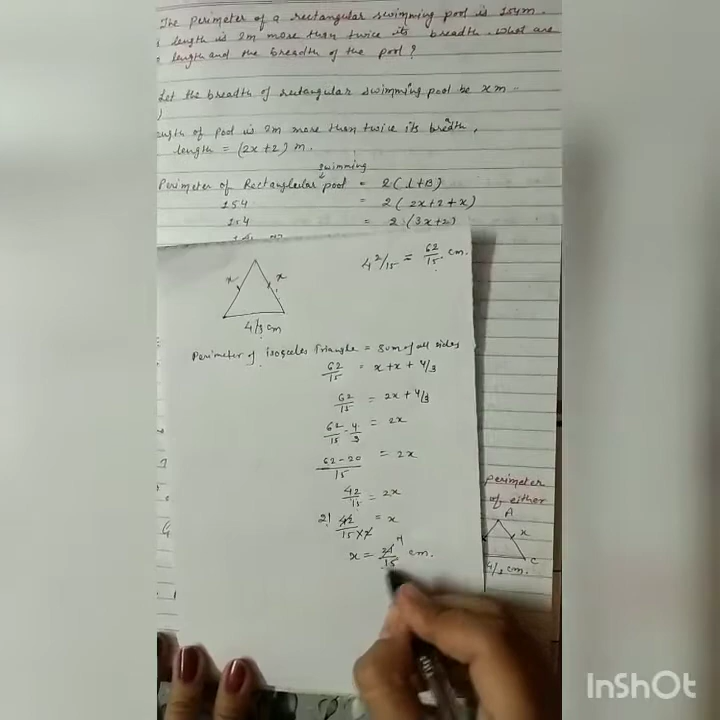 The perimeter of a rectangular swimming pool is 154m.
length is 2m more than twice its breadth. what are
length and the breadth of the pool?
Let the breadth of rectangular swimming pool be x m
of pool is 2m more than twice its breadth,
length = (2x+2) m.
swimming
Perimeter of Rectangleular pool = 2(l+B)
154 = 2(2x+2+x)
154 = 2(3x+2)
4 2/15 = 62/15 cm.
x x
4/3 cm
Perimeter of isosceles Triangle = Sum of all sides
62/15 = x+x+4/3
62/15 = 2x+4/3
62/15 - 4/3 = 2x
62-20/15 = 2x
42/15 = 2x
21 42/15×2 = x
x = 21/15 cm.
perimeter
of either
A
x
C
4/3 cm.
InShOt